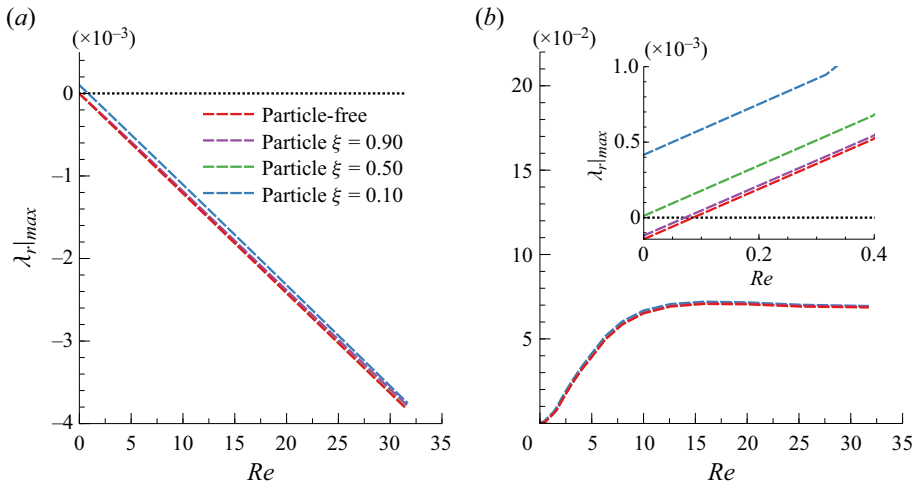 (a)
(×10−3)
0
−1
−2
−3
−4
λr|max
Particle-free
Particle ξ = 0.90
Particle ξ = 0.50
Particle ξ = 0.10
0 5 10 15 20 25 30 35
Re
(b)
(×10−2)
20
15
10
5
0
0 5 10 15 20 25 30 35
Re
(×10−3)
1.0
0.5
0
λr|max
0 0.2 0.4
Re